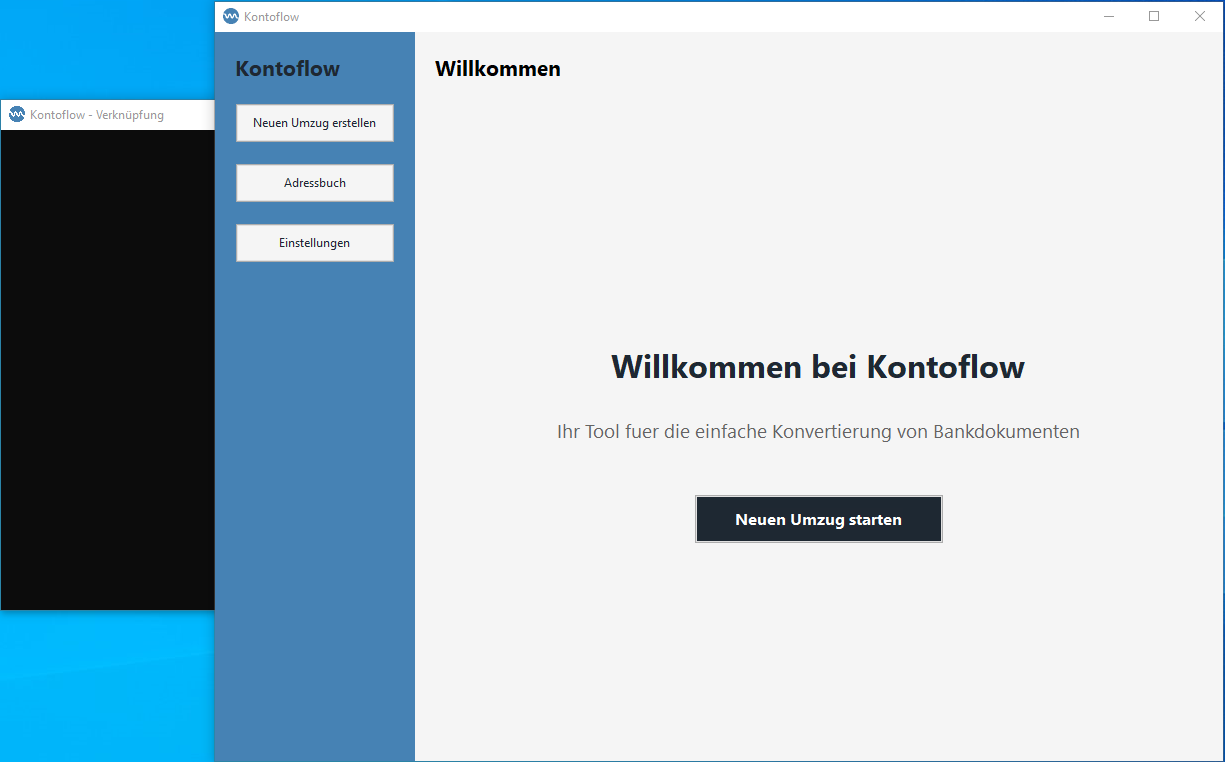 Kontoflow
Kontoflow - Verknüpfung
Kontoflow
Neuen Umzug erstellen
Adressbuch
Einstellungen
Willkommen
Willkommen bei Kontoflow
Ihr Tool fuer die einfache Konvertierung von Bankdokumenten
Neuen Umzug starten